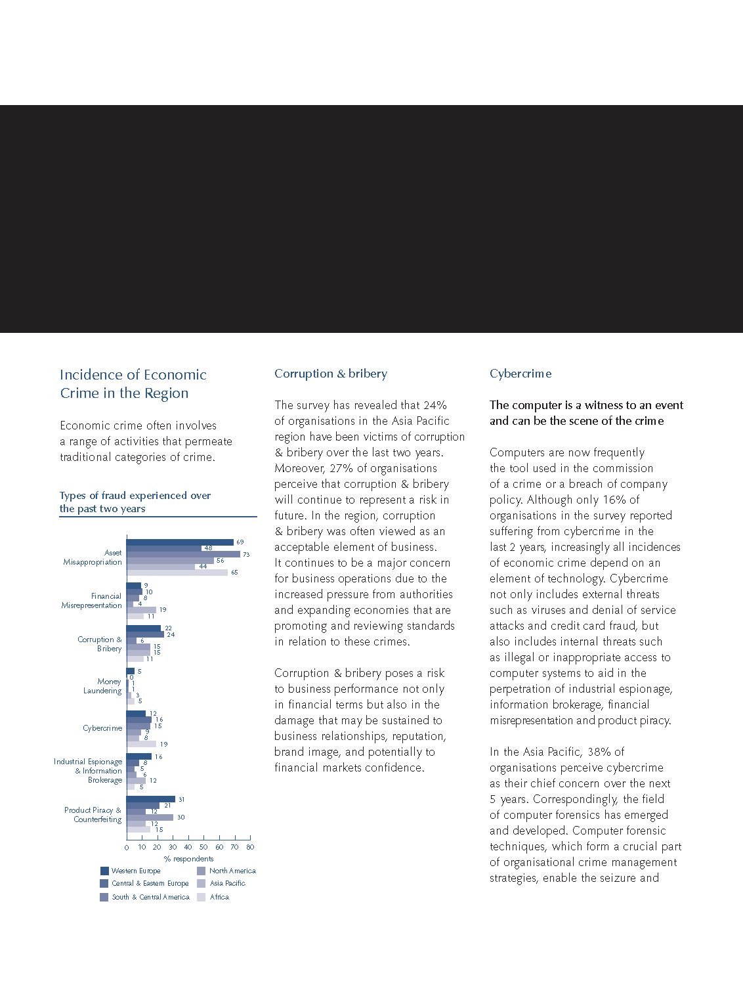 Incidence of Economic
Crime in the Region
Economic crime often involves
a range of activities that permeate
traditional categories of crime.
Types of fraud experienced over
the past two years
Asset
Misappropriation
69
48
73
56
44
65
Financial
Misrepresentation
9
10
8
4
19
11
Corruption &
Bribery
22
24
6
15
15
11
Money
Laundering
5
0
1
1
3
5
Cybercrime
12
16
15
9
8
19
Industrial Espionage
& Information
Brokerage
16
8
5
6
12
5
Product Piracy &
Counterfeiting
31
21
12
30
12
15
0 10 20 30 40 50 60 70 80
% respondents
Western Europe
North America
Central & Eastern Europe
Asia Pacific
South & Central America
Africa
Corruption & bribery
The survey has revealed that 24%
of organisations in the Asia Pacific
region have been victims of corruption
& bribery over the last two years.
Moreover, 27% of organisations
perceive that corruption & bribery
will continue to represent a risk in
future. In the region, corruption
& bribery was often viewed as an
acceptable element of business.
It continues to be a major concern
for business operations due to the
increased pressure from authorities
and expanding economies that are
promoting and reviewing standards
in relation to these crimes.
Corruption & bribery poses a risk
to business performance not only
in financial terms but also in the
damage that may be sustained to
business relationships, reputation,
brand image, and potentially to
financial markets confidence.
Cybercrime
The computer is a witness to an event
and can be the scene of the crime
Computers are now frequently
the tool used in the commission
of a crime or a breach of company
policy. Although only 16% of
organisations in the survey reported
suffering from cybercrime in the
last 2 years, increasingly all incidences
of economic crime depend on an
element of technology. Cybercrime
not only includes external threats
such as viruses and denial of service
attacks and credit card fraud, but
also includes internal threats such
as illegal or inappropriate access to
computer systems to aid in the
perpetration of industrial espionage,
information brokerage, financial
misrepresentation and product piracy.
In the Asia Pacific, 38% of
organisations perceive cybercrime
as their chief concern over the next
5 years. Correspondingly, the field
of computer forensics has emerged
and developed. Computer forensic
techniques, which form a crucial part
of organisational crime management
strategies, enable the seizure and